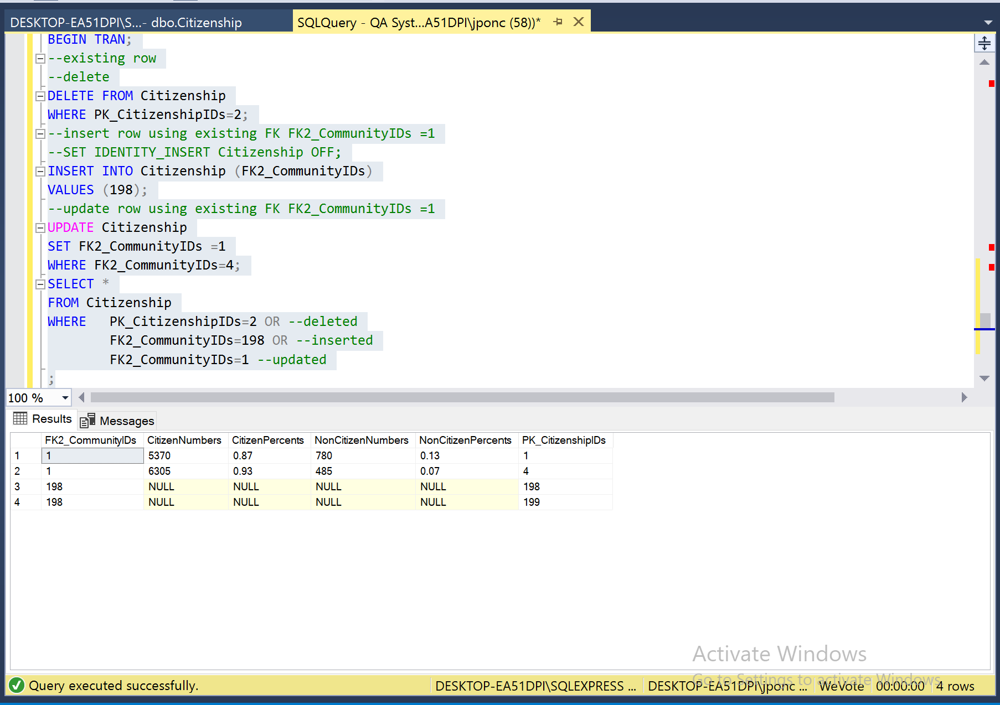 DESKTOP-EA51DPI\S...- dbo.Citizenship
SQLQuery - QA Syst...A51DPI\jponc (58))*
BEGIN TRAN;
--existing row
--delete
DELETE FROM Citizenship
WHERE PK_CitizenshipIDs=2;
--insert row using existing FK FK2_CommunityIDs =1
--SET IDENTITY_INSERT Citizenship OFF;
INSERT INTO Citizenship (FK2_CommunityIDs)
VALUES (198);
--update row using existing FK FK2_CommunityIDs =1
UPDATE Citizenship
SET FK2_CommunityIDs =1
WHERE FK2_CommunityIDs=4;
SELECT *
FROM Citizenship
WHERE PK_CitizenshipIDs=2 OR --deleted
FK2_CommunityIDs=198 OR --inserted
FK2_CommunityIDs=1 --updated
;
100 %
Results Messages
FK2_CommunityIDs CitizenNumbers CitizenPercents NonCitizenNumbers NonCitizenPercents PK_CitizenshipIDs
1 1 5370 0.87 780 0.13 1
2 1 6305 0.93 485 0.07 4
3 198 NULL NULL NULL NULL 198
4 198 NULL NULL NULL NULL 199
Activate Windows
Go to Settings to activate Windows.
Query executed successfully. DESKTOP-EA51DPI\SQLEXPRESS ... DESKTOP-EA51DPI\jponc ... WeVote 00:00:00 4 rows